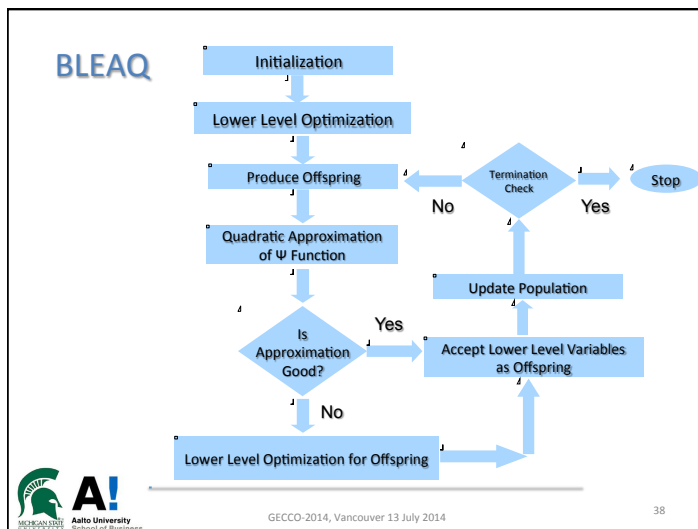 BLEAQ
Initialization
Lower Level Optimization
Produce Offspring
Quadratic Approximation
of Ψ Function
Is
Approximation
Good?
Yes
No
Lower Level Optimization for Offspring
Accept Lower Level Variables
as Offspring
Update Population
Termination
Check
No
Yes
Stop
MICHIGAN STATE
UNIVERSITY
A!
Aalto University
School of Business
GECCO-2014, Vancouver 13 July 2014
38